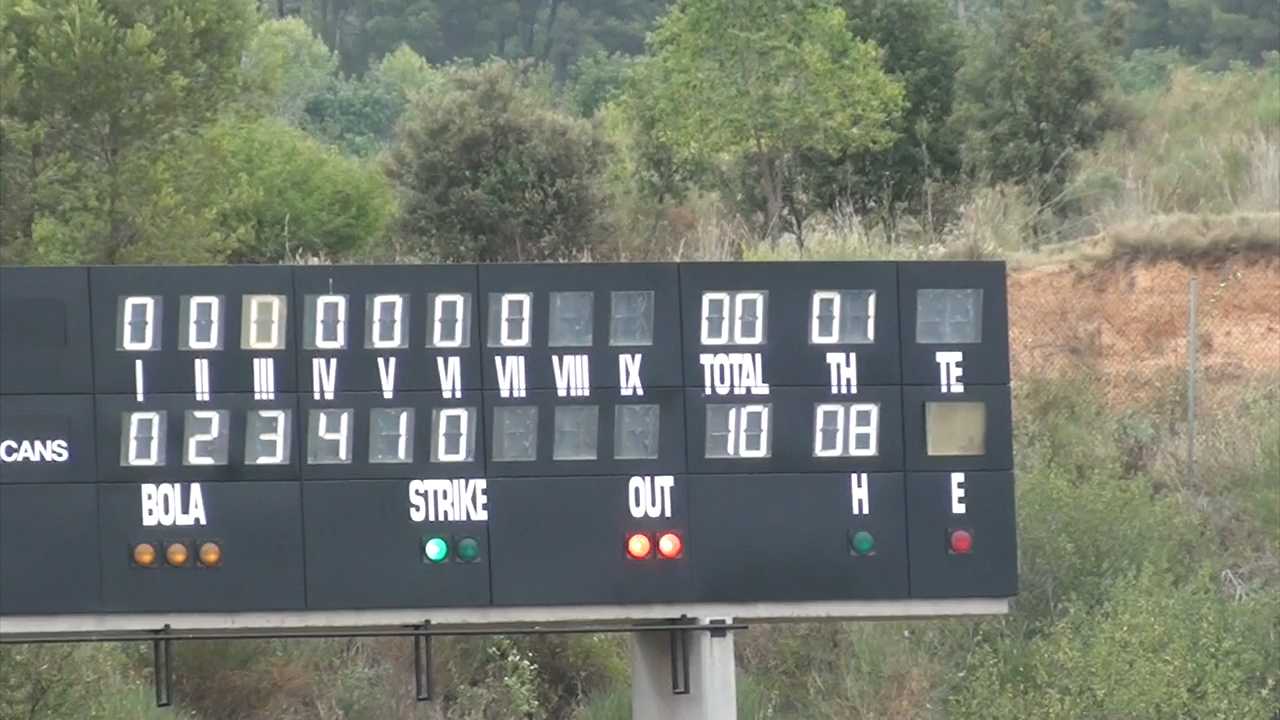 0 0 0 0 0 0 0 00 01
I II III IV V VI VII VIII IX TOTAL TH TE
CANS 0 2 3 4 1 0 10 08
BOLA STRIKE OUT H E